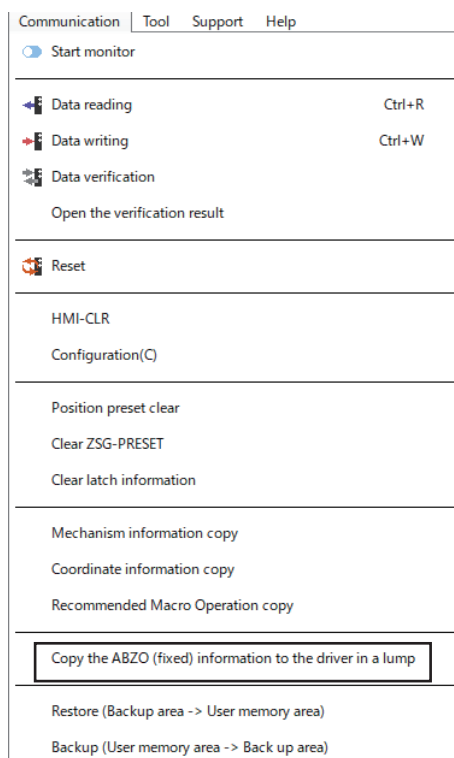 Communication Tool Support Help
Start monitor
Data reading Ctrl+R
Data writing Ctrl+W
Data verification
Open the verification result
Reset
HMI-CLR
Configuration(C)
Position preset clear
Clear ZSG-PRESET
Clear latch information
Mechanism information copy
Coordinate information copy
Recommended Macro Operation copy
Copy the ABZO (fixed) information to the driver in a lump
Restore (Backup area -> User memory area)
Backup (User memory area -> Back up area)